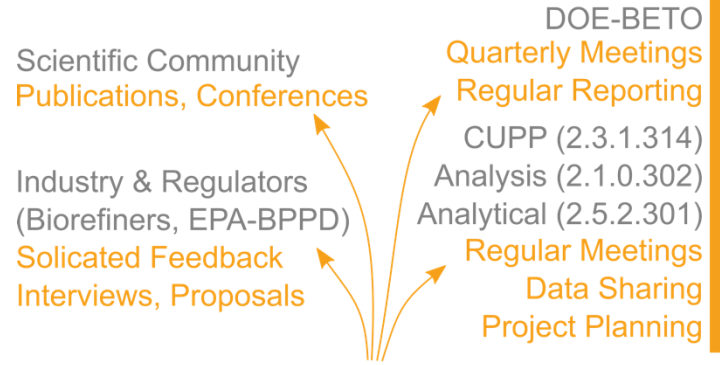 Scientific Community
Publications, Conferences
Industry & Regulators
(Biorefiners, EPA-BPPD)
Solicated Feedback
Interviews, Proposals
DOE-BETO
Quarterly Meetings
Regular Reporting
CUPP (2.3.1.314)
Analysis (2.1.0.302)
Analytical (2.5.2.301)
Regular Meetings
Data Sharing
Project Planning